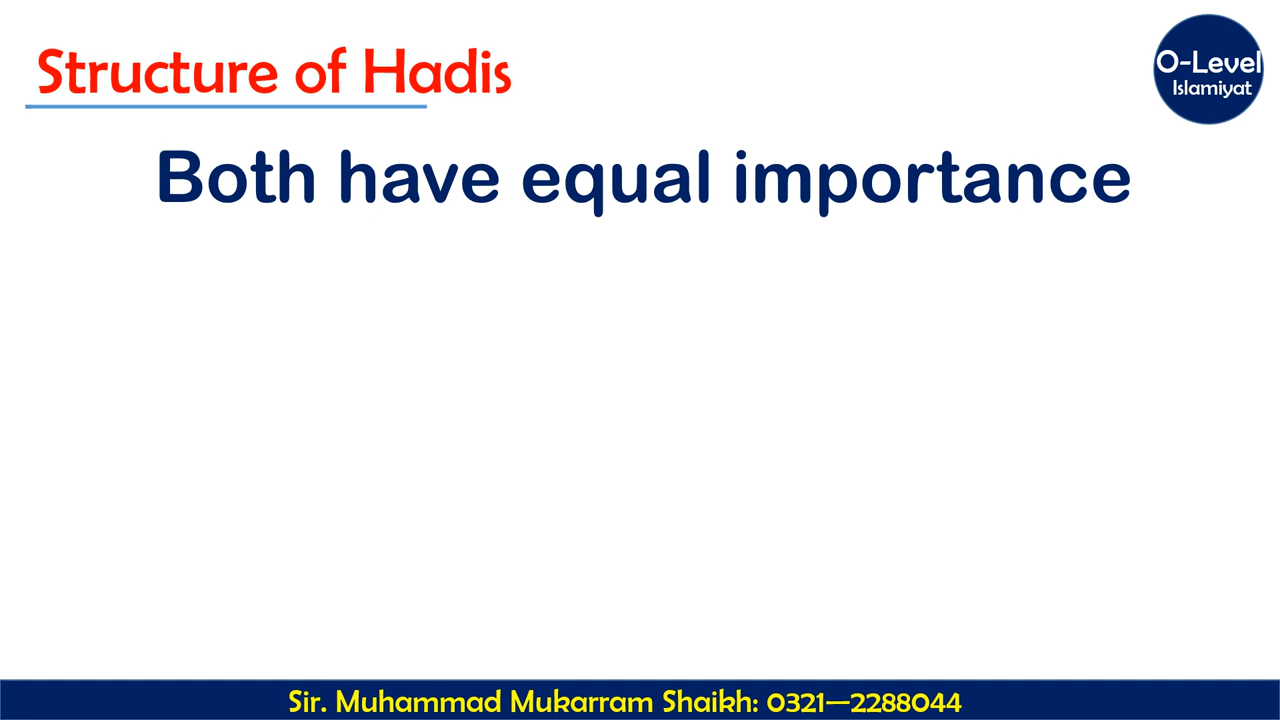 Structure of Hadis
O-Level
Islamiyat
Both have equal importance
Sir. Muhammad Mukarram Shaikh: 0321—2288044